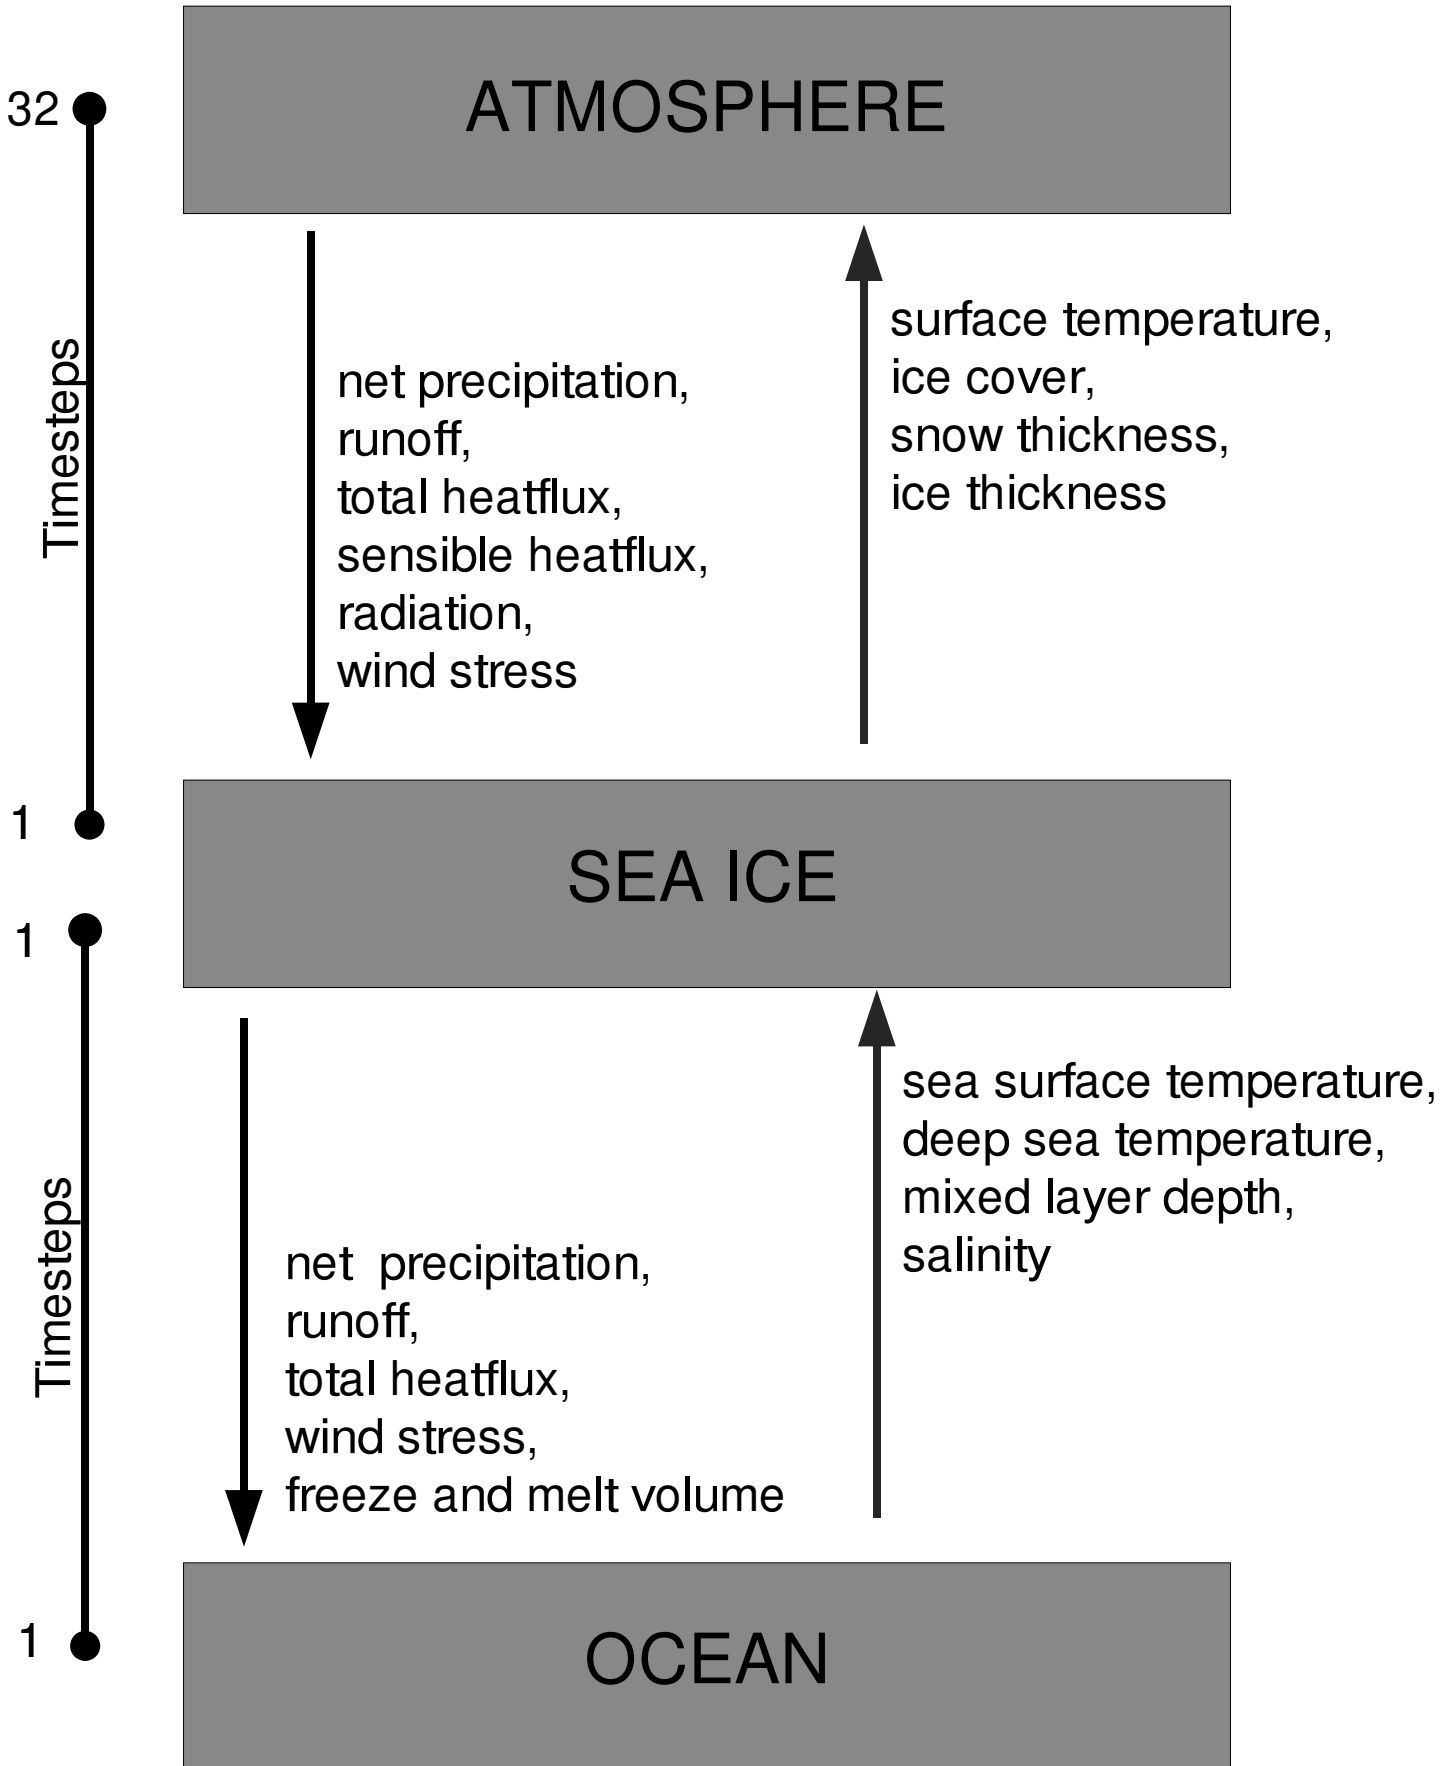 ATMOSPHERE
32
surface temperature,
ice cover,
snow thickness,
ice thickness
net precipitation,
runoff,
total heatflux,
sensible heatflux,
radiation,
wind stress
Timesteps
1
SEA ICE
1
sea surface temperature,
deep sea temperature,
mixed layer depth,
salinity
Timesteps
net  precipitation,
runoff,
total heatflux,
wind stress,
freeze and melt volume
1
OCEAN